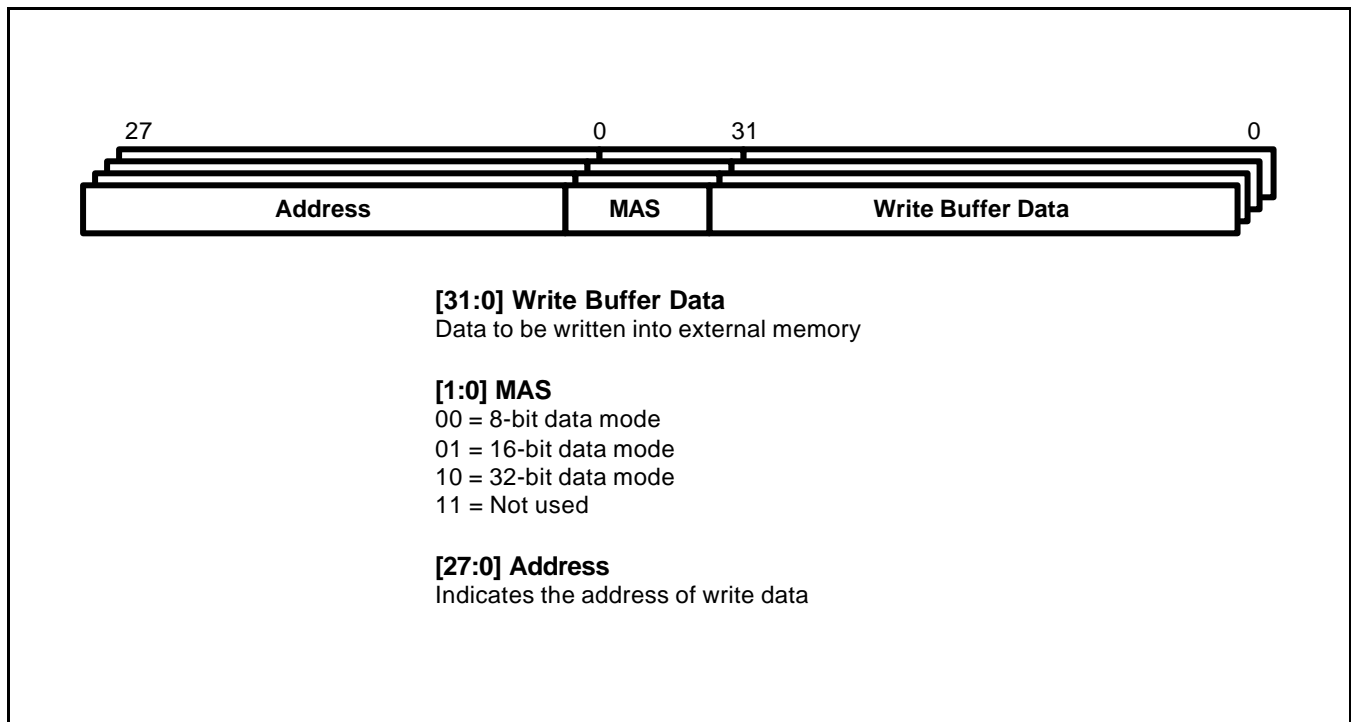 27 0 31 0
Address MAS Write Buffer Data
[31:0] Write Buffer Data
Data to be written into external memory
[1:0] MAS
00 = 8-bit data mode
01 = 16-bit data mode
10 = 32-bit data mode
11 = Not used
[27:0] Address
Indicates the address of write data